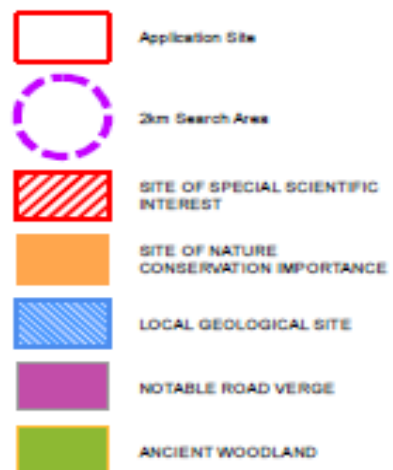 Application Site
2km Search Area
SITE OF SPECIAL SCIENTIFIC
INTEREST
SITE OF NATURE
CONSERVATION IMPORTANCE
LOCAL GEOLOGICAL SITE
NOTABLE ROAD VERGE
ANCIENT WOODLAND